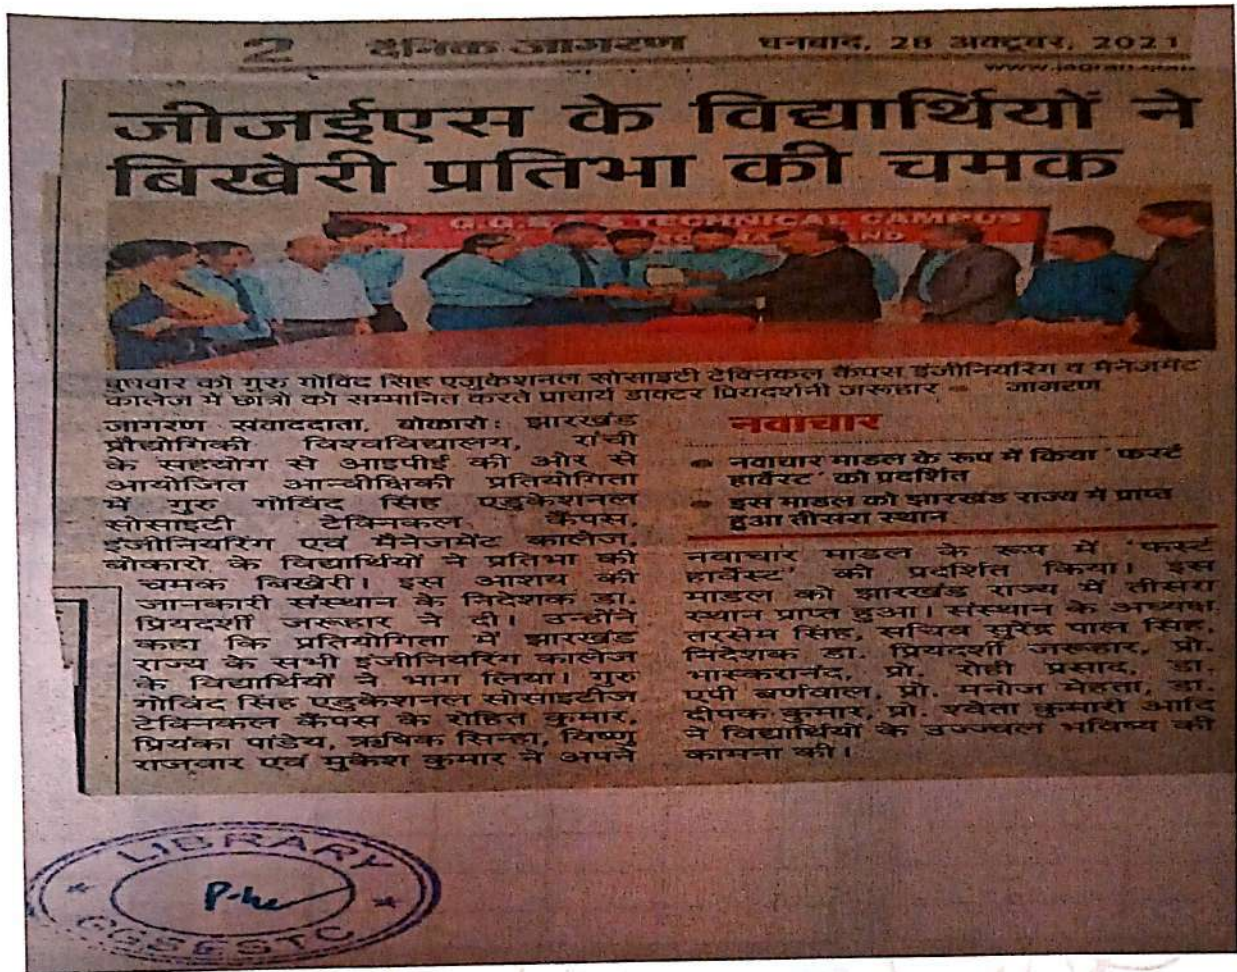 2 दैनिक जागरण धनबाद, 28 अक्टूबर, 2021
जीजईएस के विद्यार्थियों ने
बिखेरी प्रतिभा की चमक
TECHNICAL CAMPUS
बुधवार को गुरु गोविंद सिंह एजुकेशनल सोसाइटी टेक्निकल कैंपस इंजीनियरिंग व मैनेजमेंट
कालेज में छात्रों को सम्मानित करते प्राचार्य डाक्टर प्रियदर्शनी जरूहार ● जागरण
जागरण संवाददाता, बोकारो: झारखंड
प्रौद्योगिकी विश्वविद्यालय, रांची
के सहयोग से आइपीई की ओर से
आयोजित आन्वीक्षिकी प्रतियोगिता
में गुरु गोविंद सिंह एडुकेशनल
सोसाइटी टेक्निकल कैंपस,
इंजीनियरिंग एवं मैनेजमेंट कालेज,
बोकारो के विद्यार्थियों ने प्रतिभा की
चमक बिखेरी। इस आशय की
जानकारी संस्थान के निदेशक डा.
प्रियदर्शी जरूहार ने दी। उन्होंने
कहा कि प्रतियोगिता में झारखंड
राज्य के सभी इंजीनियरिंग कालेज
के विद्यार्थियों ने भाग लिया। गुरु
गोविंद सिंह एडुकेशनल सोसाइटीज
टेक्निकल कैंपस के रोहित कुमार,
प्रियंका पांडेय, ऋषिक सिन्हा, विष्णु
राजवार एवं मुकेश कुमार ने अपने
नवाचार
● नवाचार माडल के रूप में किया 'फर्स्ट
हार्वेस्ट' को प्रदर्शित
● इस माडल को झारखंड राज्य में प्राप्त
हुआ तीसरा स्थान
नवाचार माडल के रूप में 'फर्स्ट
हार्वेस्ट' को प्रदर्शित किया। इस
माडल को झारखंड राज्य में तीसरा
स्थान प्राप्त हुआ। संस्थान के अध्यक्ष
तरसेम सिंह, सचिव सुरेंद्र पाल सिंह,
निदेशक डा. प्रियदर्शी जरूहार, प्रो.
भास्करानंद, प्रो. रोही प्रसाद, डा.
एपी बर्णवाल, प्रो. मनोज मेहता, डा.
दीपक कुमार, प्रो. श्वेता कुमारी आदि
ने विद्यार्थियों के उज्ज्वल भविष्य की
कामना की।
LIBRARY
GGSESTC